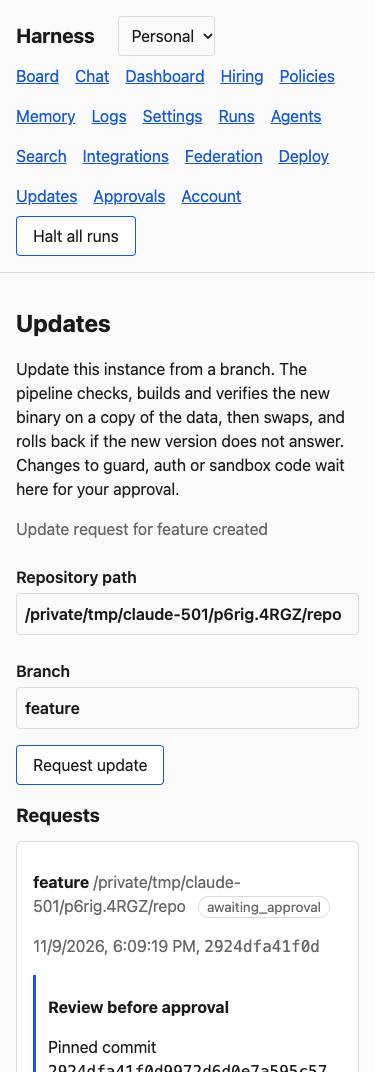 Harness Personal
Board Chat Dashboard Hiring Policies
Memory Logs Settings Runs Agents
Search Integrations Federation Deploy
Updates Approvals Account
Halt all runs
Updates
Update this instance from a branch. The
pipeline checks, builds and verifies the new
binary on a copy of the data, then swaps, and
rolls back if the new version does not answer.
Changes to guard, auth or sandbox code wait
here for your approval.
Update request for feature created
Repository path
/private/tmp/claude-501/p6rig.4RGZ/repo
Branch
feature
Request update
Requests
feature /private/tmp/claude-
501/p6rig.4RGZ/repo awaiting_approval
11/9/2026, 6:09:19 PM, 2924dfa41f0d
Review before approval
Pinned commit
2924dfa41f0d9972d6d0e7a595c57